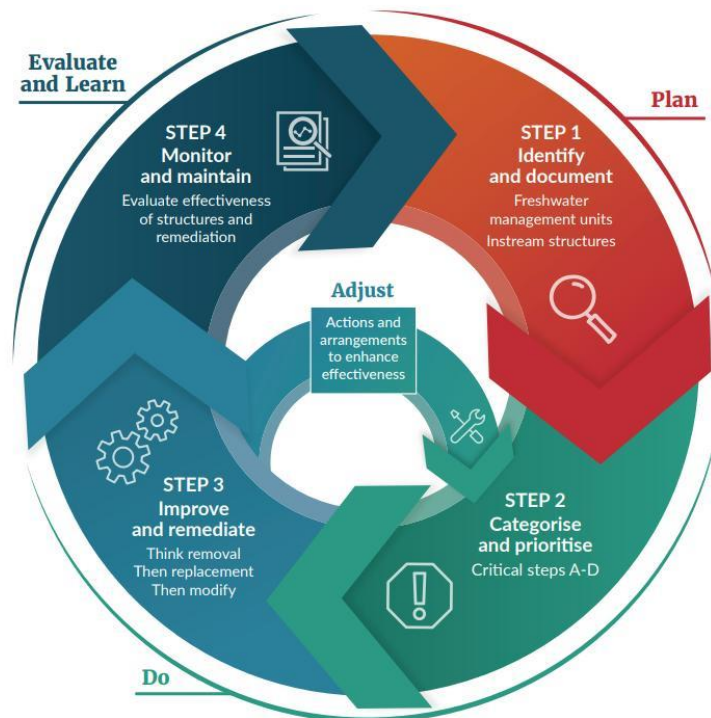 Evaluate
and Learn
Plan
STEP 4
Monitor
and maintain
Evaluate effectiveness
of structures and
remediation
STEP 1
Identify
and document
Freshwater
management units
Instream structures
Adjust
Actions and
arrangements
to enhance
effectiveness
STEP 2
Categorise
and prioritise
Critical steps A-D
STEP 3
Improve
and remediate
Think removal
Then replacement
Then modify
Do